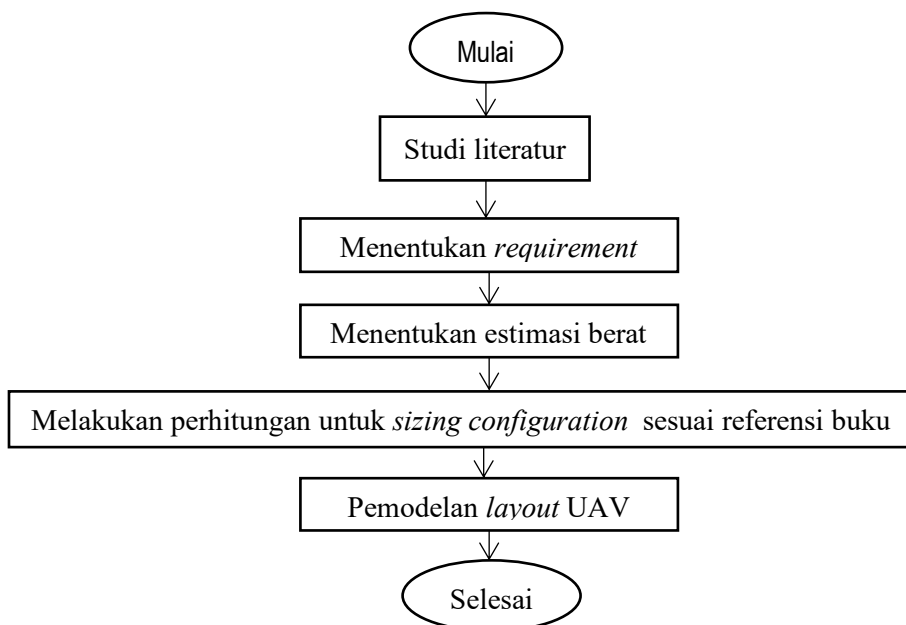 Mulai
Studi literatur
Menentukan requirement
Menentukan estimasi berat
Melakukan perhitungan untuk sizing configuration sesuai referensi buku
Pemodelan layout UAV
Selesai